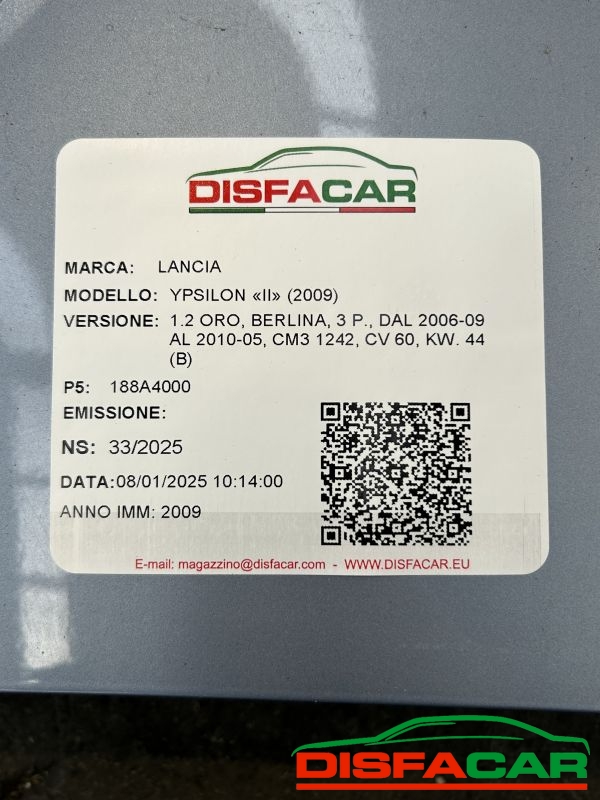 DISFACAR
MARCA: LANCIA
MODELLO: YPSILON «II» (2009)
VERSIONE: 1.2 ORO, BERLINA, 3 P., DAL 2006-09
AL 2010-05, CM3 1242, CV 60, KW. 44
(B)
P5: 188A4000
EMISSIONE:
NS: 33/2025
DATA:08/01/2025 10:14:00
ANNO IMM: 2009
E-mail: magazzino@disfacar.com - WWW.DISFACAR.EU
DISFACAR